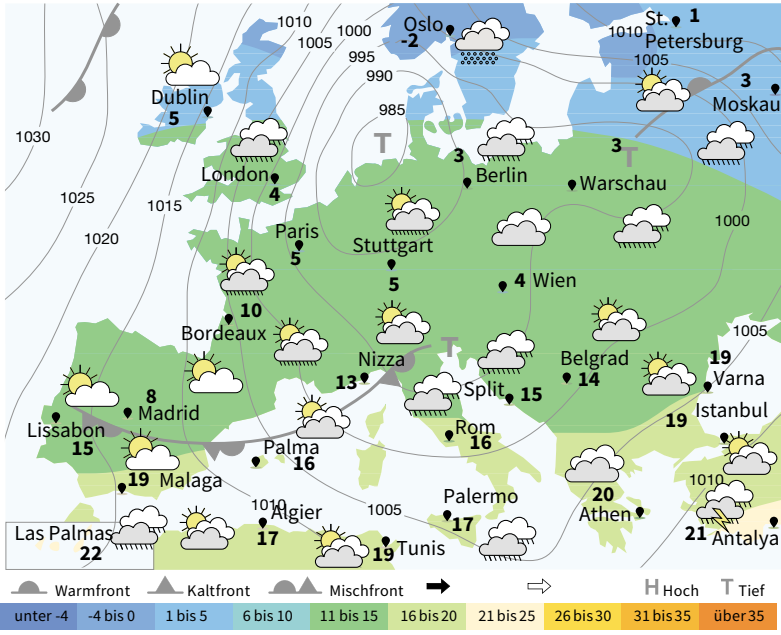 1010
1005
1000
995
990
985
Oslo
-2
St.
Petersburg
1
1010
1005
3
Moskau
Dublin
5
1030
1025
1020
1015
T
London
4
3
Berlin
3
T
Warschau
1000
Paris
5
Stuttgart
5
4 Wien
10
Bordeaux
T
1005
Nizza
13
Belgrad
14
Split
15
19
Varna
8
Madrid
Lissabon
15
Rom
16
19
Istanbul
Palma
16
19 Malaga
20
Athen
1010
Las Palmas
22
1010
Algier
17
1005
Palermo
17
19 Tunis
21 Antalya
Warmfront Kaltfront Mischfront H Hoch T Tief
unter -4 -4 bis 0 1 bis 5 6 bis 10 11 bis 15 16 bis 20 21 bis 25 26 bis 30 31 bis 35 über 35